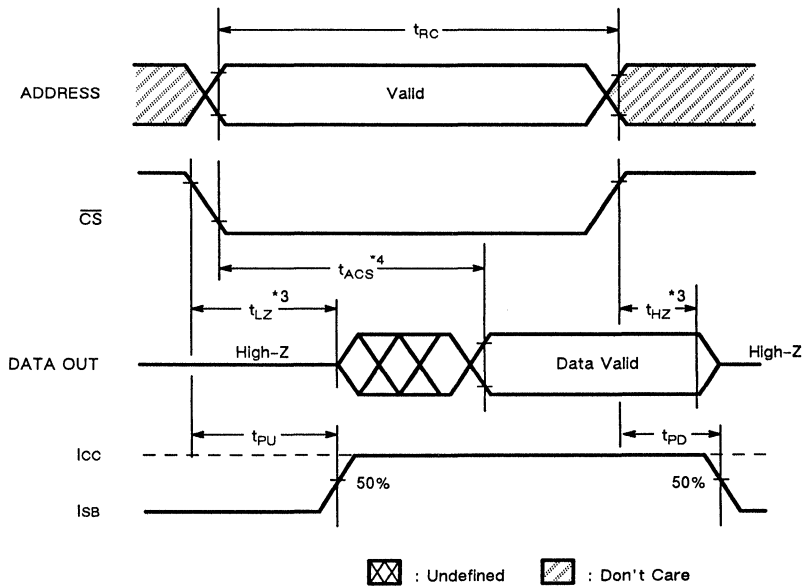 tRC
ADDRESS
Valid
CS
tACS*4
tLZ*3
tHZ*3
High-Z
High-Z
DATA OUT
Data Valid
tPU
tPD
ICC
50%
50%
ISB
: Undefined
: Don't Care